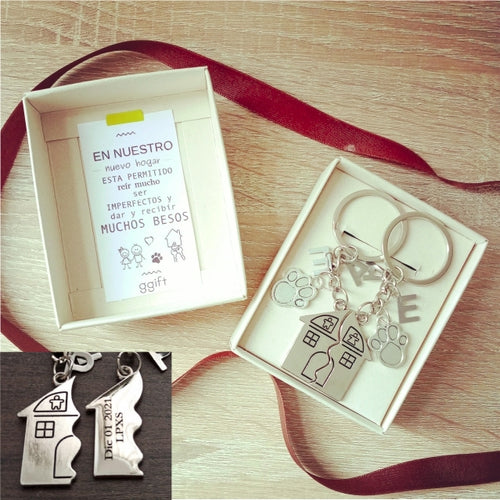 EN NUESTRO
nuevo hogar
ESTA PERMITIDO
reír mucho
ser
IMPERFECTOS y
dar y recibir
MUCHOS BESOS
ggift
E
Dic 01 2021
LPXS